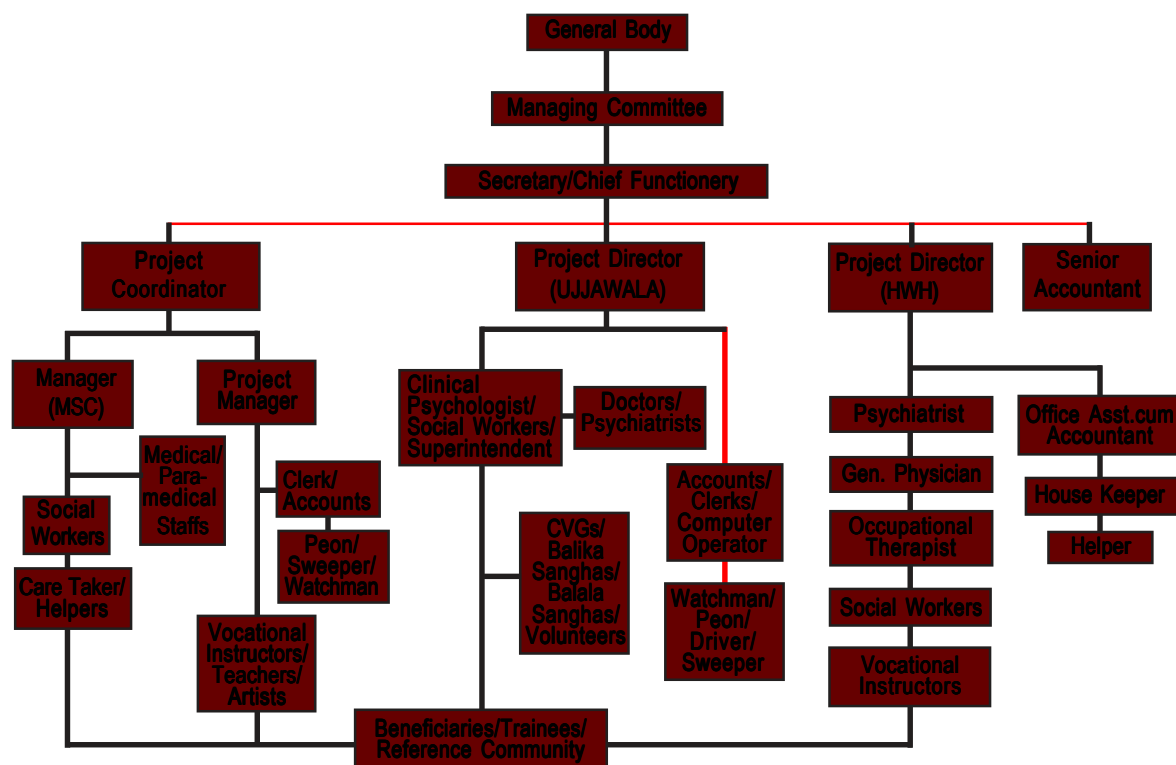 General Body
Managing Committee
Secretary/Chief Functionery
Project
Coordinator
Project Director
(UJJAWALA)
Project Director
(HWH)
Senior
Accountant
Manager
(MSC)
Project
Manager
Clinical
Psychologist/
Social Workers/
Superintendent
Doctors/
Psychiatrists
Psychiatrist
Office Asst.cum
Accountant
Medical/
Para-
medical
Staffs
Clerk/
Accounts
Accounts/
Clerks/
Computer
Operator
Gen. Physician
House Keeper
Social
Workers
Peon/
Sweeper/
Watchman
CVGs/
Balika
Sanghas/
Balala
Sanghas/
Volunteers
Occupational
Therapist
Helper
Care Taker/
Helpers
Watchman/
Peon/
Driver/
Sweeper
Social Workers
Vocational
Instructors/
Teachers/
Artists
Vocational
Instructors
Beneficiaries/Trainees/
Reference Community